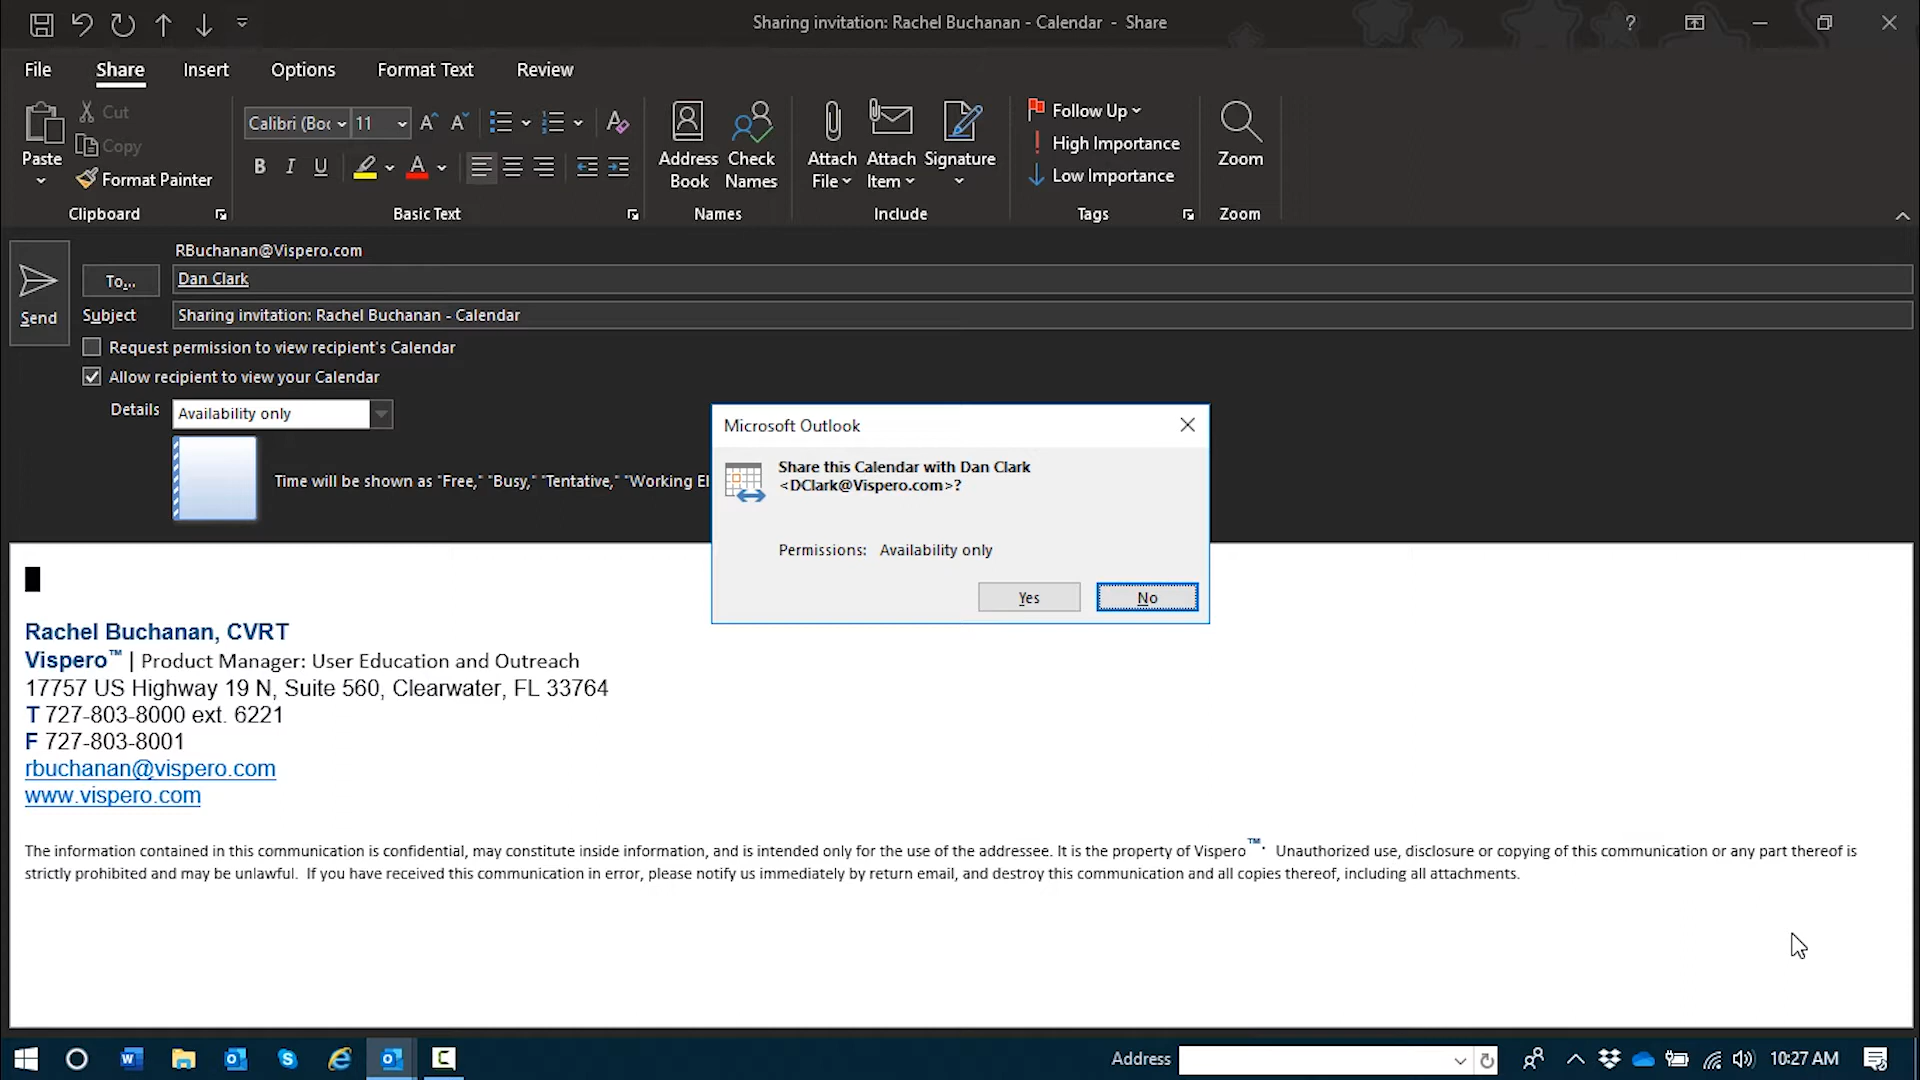 Sharing invitation: Rachel Buchanan - Calendar - Share
File Share Insert Options Format Text Review
Paste
Cut
Copy
Format Painter
Clipboard
Calibri (Boc 11
B I U A
Basic Text
Address Book
Check Names
Names
Attach File
Attach Item
Signature
Include
Follow Up
High Importance
Low Importance
Tags
Zoom
Zoom
Send
RBuchanan@Vispero.com
To... Dan Clark
Subject Sharing invitation: Rachel Buchanan - Calendar
Request permission to view recipient's Calendar
Allow recipient to view your Calendar
Details Availability only
Time will be shown as "Free," "Busy," "Tentative," "Working El
Microsoft Outlook
Share this Calendar with Dan Clark
<DClark@Vispero.com>?
Permissions: Availability only
Yes No
Rachel Buchanan, CVRT
Vispero™ | Product Manager: User Education and Outreach
17757 US Highway 19 N, Suite 560, Clearwater, FL 33764
T 727-803-8000 ext. 6221
F 727-803-8001
rbuchanan@vispero.com
www.vispero.com
The information contained in this communication is confidential, may constitute inside information, and is intended only for the use of the addressee. It is the property of Vispero™. Unauthorized use, disclosure or copying of this communication or any part thereof is
strictly prohibited and may be unlawful. If you have received this communication in error, please notify us immediately by return email, and destroy this communication and all copies thereof, including all attachments.
Address 10:27 AM